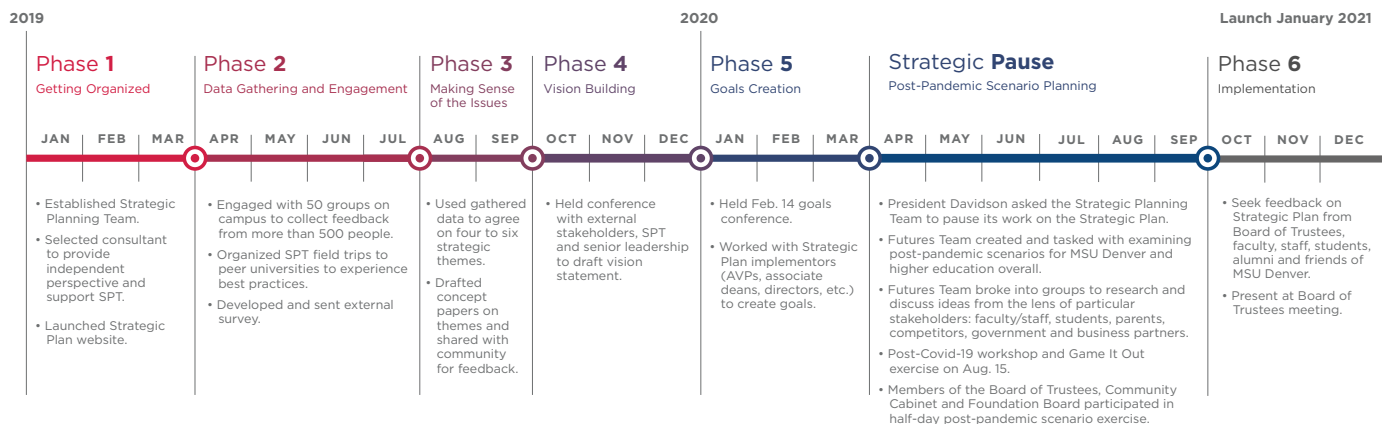 2019
2020
Launch January 2021
Phase 1
Getting Organized
Phase 2
Data Gathering and Engagement
Phase 3
Making Sense
of the Issues
Phase 4
Vision Building
Phase 5
Goals Creation
Strategic Pause
Post-Pandemic Scenario Planning
Phase 6
Implementation
JAN FEB MAR APR MAY JUN JUL AUG SEP OCT NOV DEC JAN FEB MAR APR MAY JUN JUL AUG SEP OCT NOV DEC
• Established Strategic
Planning Team.
• Selected consultant
to provide
independent
perspective and
support SPT.
• Launched Strategic
Plan website.
• Engaged with 50 groups on
campus to collect feedback
from more than 500 people.
• Organized SPT field trips to
peer universities to experience
best practices.
• Developed and sent external
survey.
• Used gathered
data to agree
on four to six
strategic
themes.
• Drafted
concept
papers on
themes and
shared with
community
for feedback.
• Held conference
with external
stakeholders, SPT
and senior leadership
to draft vision
statement.
• Held Feb. 14 goals
conference.
• Worked with Strategic
Plan implementors
(AVPs, associate
deans, directors, etc.)
to create goals.
• President Davidson asked the Strategic Planning
Team to pause its work on the Strategic Plan.
• Futures Team created and tasked with examining
post-pandemic scenarios for MSU Denver and
higher education overall.
• Futures Team broke into groups to research and
discuss ideas from the lens of particular
stakeholders: faculty/staff, students, parents,
competitors, government and business partners.
• Post-Covid-19 workshop and Game It Out
exercise on Aug. 15.
• Members of the Board of Trustees, Community
Cabinet and Foundation Board participated in
half-day post-pandemic scenario exercise.
• Seek feedback on
Strategic Plan from
Board of Trustees,
faculty, staff, students,
alumni and friends of
MSU Denver.
• Present at Board of
Trustees meeting.